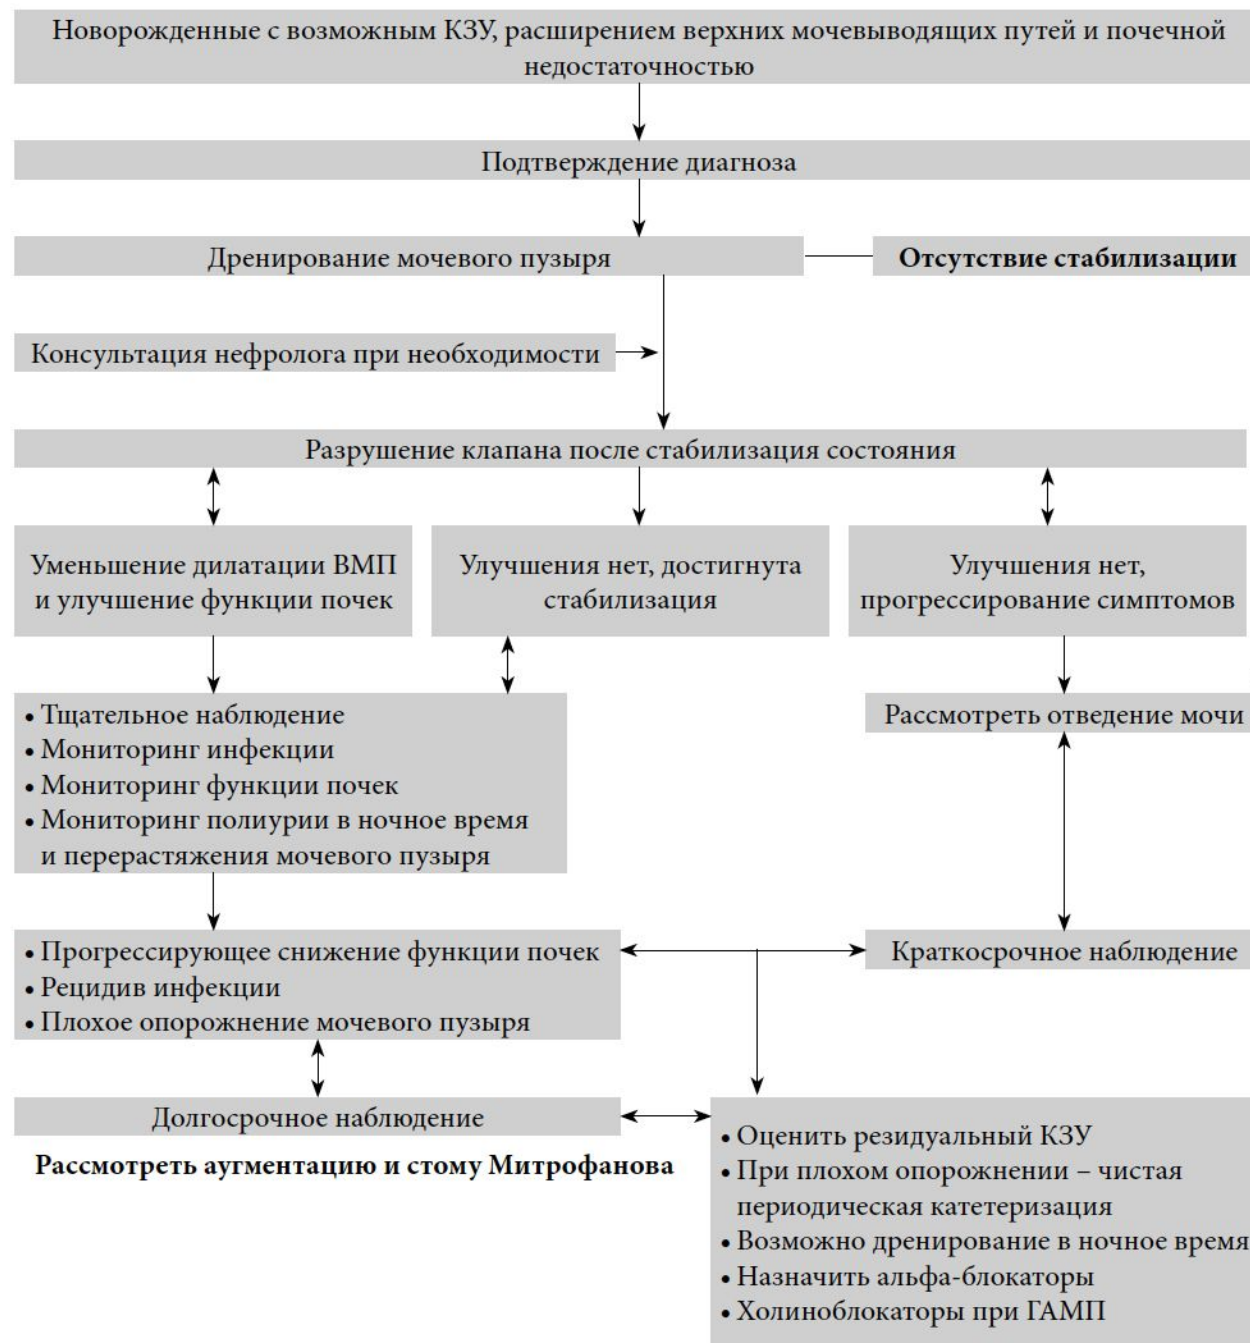 Новорожденные с возможным КЗУ, расширением верхних мочевыводящих путей и почечной
недостаточностью
Подтверждение диагноза
Дренирование мочевого пузыря
Отсутствие стабилизации
Консультация нефролога при необходимости
Разрушение клапана после стабилизация состояния
Уменьшение дилатации ВМП
и улучшение функции почек
Улучшения нет, достигнута
стабилизация
Улучшения нет,
прогрессирование симптомов
• Тщательное наблюдение
• Мониторинг инфекции
• Мониторинг функции почек
• Мониторинг полиурии в ночное время
и перерастяжения мочевого пузыря
Рассмотреть отведение мочи
• Прогрессирующее снижение функции почек
• Рецидив инфекции
• Плохое опорожнение мочевого пузыря
Краткосрочное наблюдение
Долгосрочное наблюдение
Рассмотреть аугментацию и стому Митрофанова
• Оценить резидуальный КЗУ
• При плохом опорожнении – чистая
периодическая катетеризация
• Возможно дренирование в ночное время
• Назначить альфа-блокаторы
• Холиноблокаторы при ГАМП